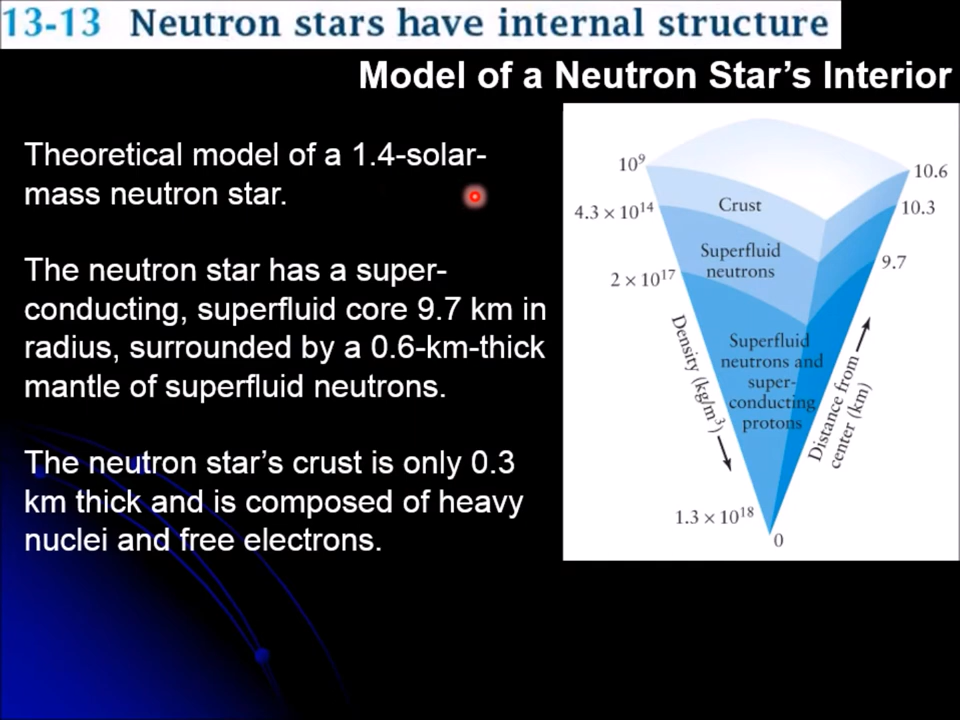 13-13 Neutron stars have internal structure
Model of a Neutron Star's Interior
Theoretical model of a 1.4-solar-
mass neutron star.
The neutron star has a super-
conducting, superfluid core 9.7 km in
radius, surrounded by a 0.6-km-thick
mantle of superfluid neutrons.
The neutron star's crust is only 0.3
km thick and is composed of heavy
nuclei and free electrons.
10⁹
4.3 × 10¹⁴
2 × 10¹⁷
1.3 × 10¹⁸
Density (kg/m³)
Crust
Superfluid
neutrons
Superfluid
neutrons and
super-
conducting
protons
10.6
10.3
9.7
0
Distance from
center (km)